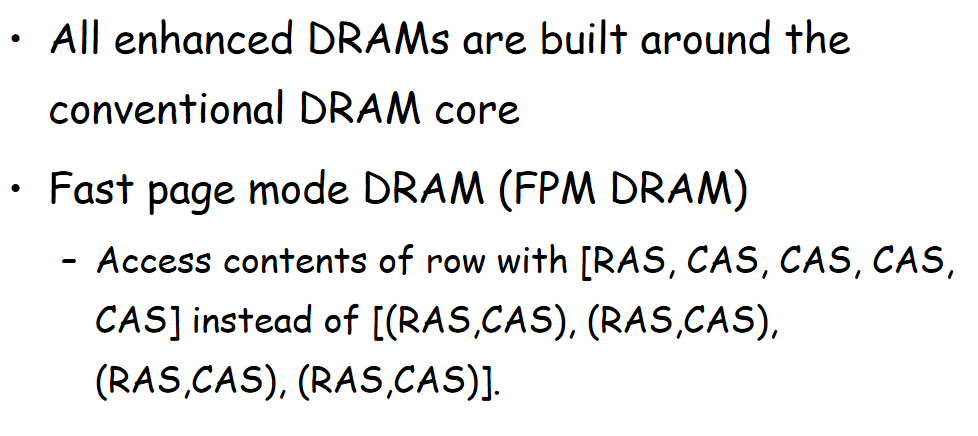 • All enhanced DRAMs are built around the
conventional DRAM core
• Fast page mode DRAM (FPM DRAM)
– Access contents of row with [RAS, CAS, CAS, CAS,
CAS] instead of [(RAS,CAS), (RAS,CAS),
(RAS,CAS), (RAS,CAS)].